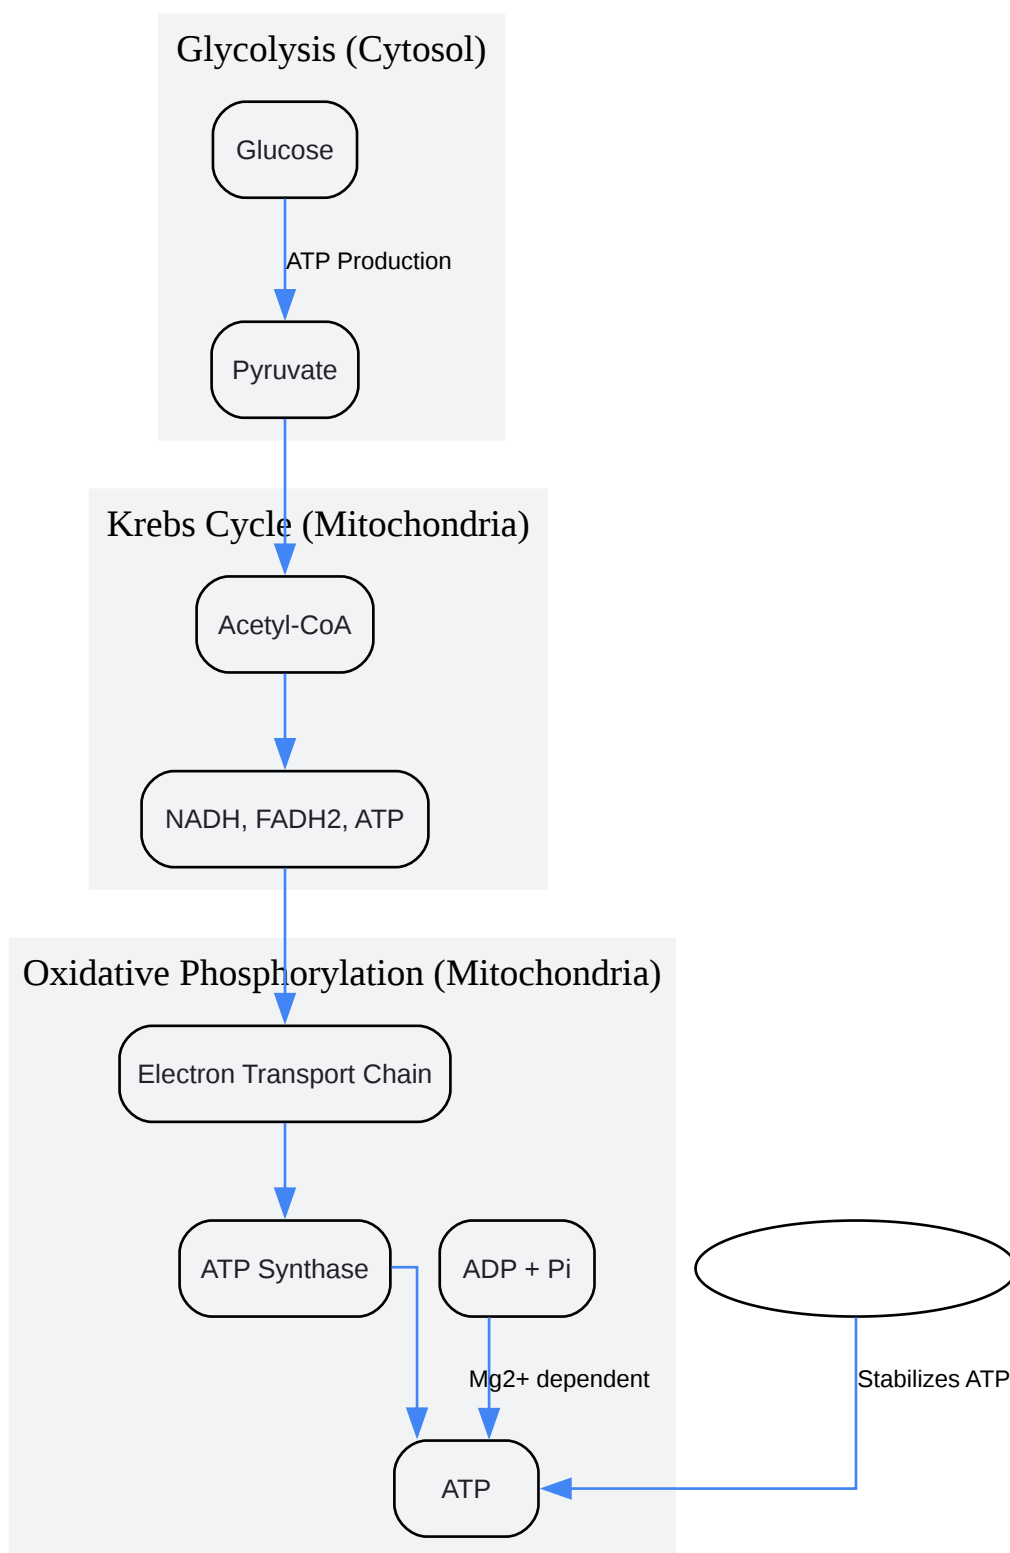 Glycolysis (Cytosol)
Glucose
ATP Production
Pyruvate
Krebs Cycle (Mitochondria)
Acetyl-CoA
NADH, FADH2, ATP
Oxidative Phosphorylation (Mitochondria)
Electron Transport Chain
ATP Synthase
ADP + Pi
Mg2+ dependent
Stabilizes ATP
ATP